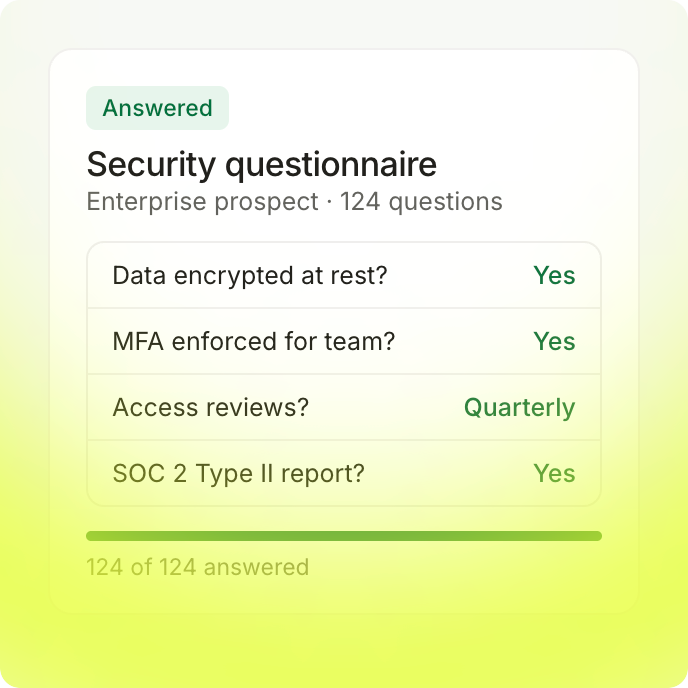 Answered
Security questionnaire
Enterprise prospect · 124 questions
Data encrypted at rest? Yes
MFA enforced for team? Yes
Access reviews? Quarterly
SOC 2 Type II report? Yes
124 of 124 answered